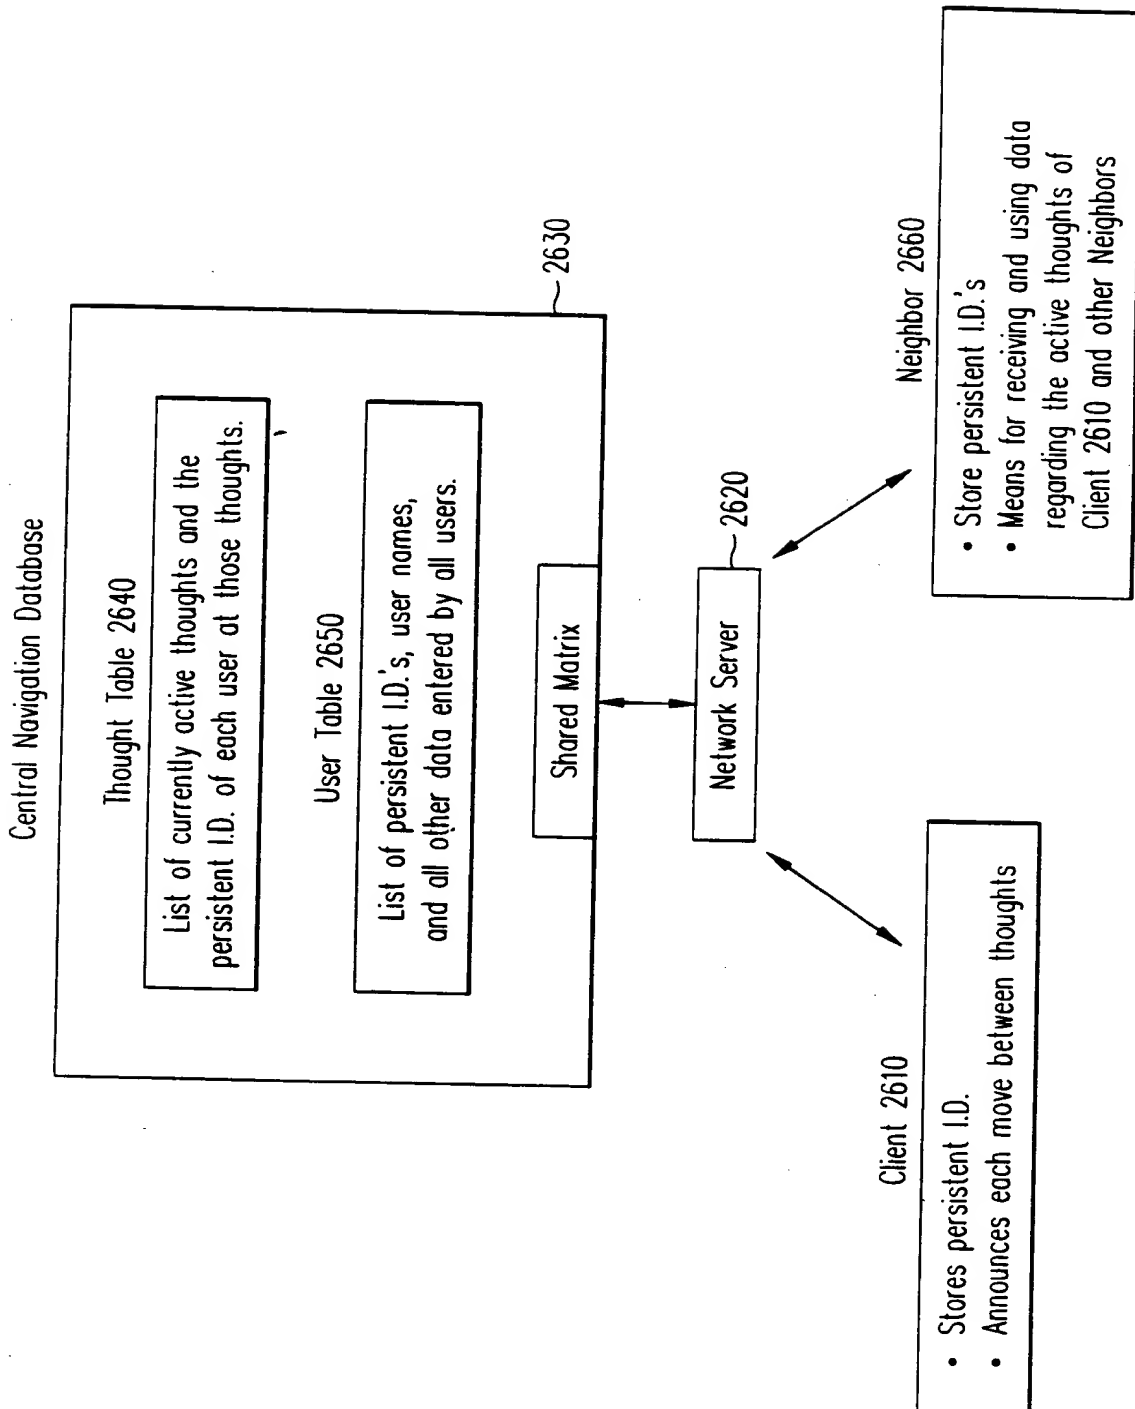 Central Navigation Database
Thought Table 2640
List of currently active thoughts and the
persistent I.D. of each user at those thoughts.
User Table 2650
List of persistent I.D.'s, user names,
and all other data entered by all users.
Shared Matrix
2630
Network Server
2620
Client 2610
• Stores persistent I.D.
• Announces each move between thoughts
Neighbor 2660
• Store persistent I.D.'s
• Means for receiving and using data
regarding the active thoughts of
Client 2610 and other Neighbors